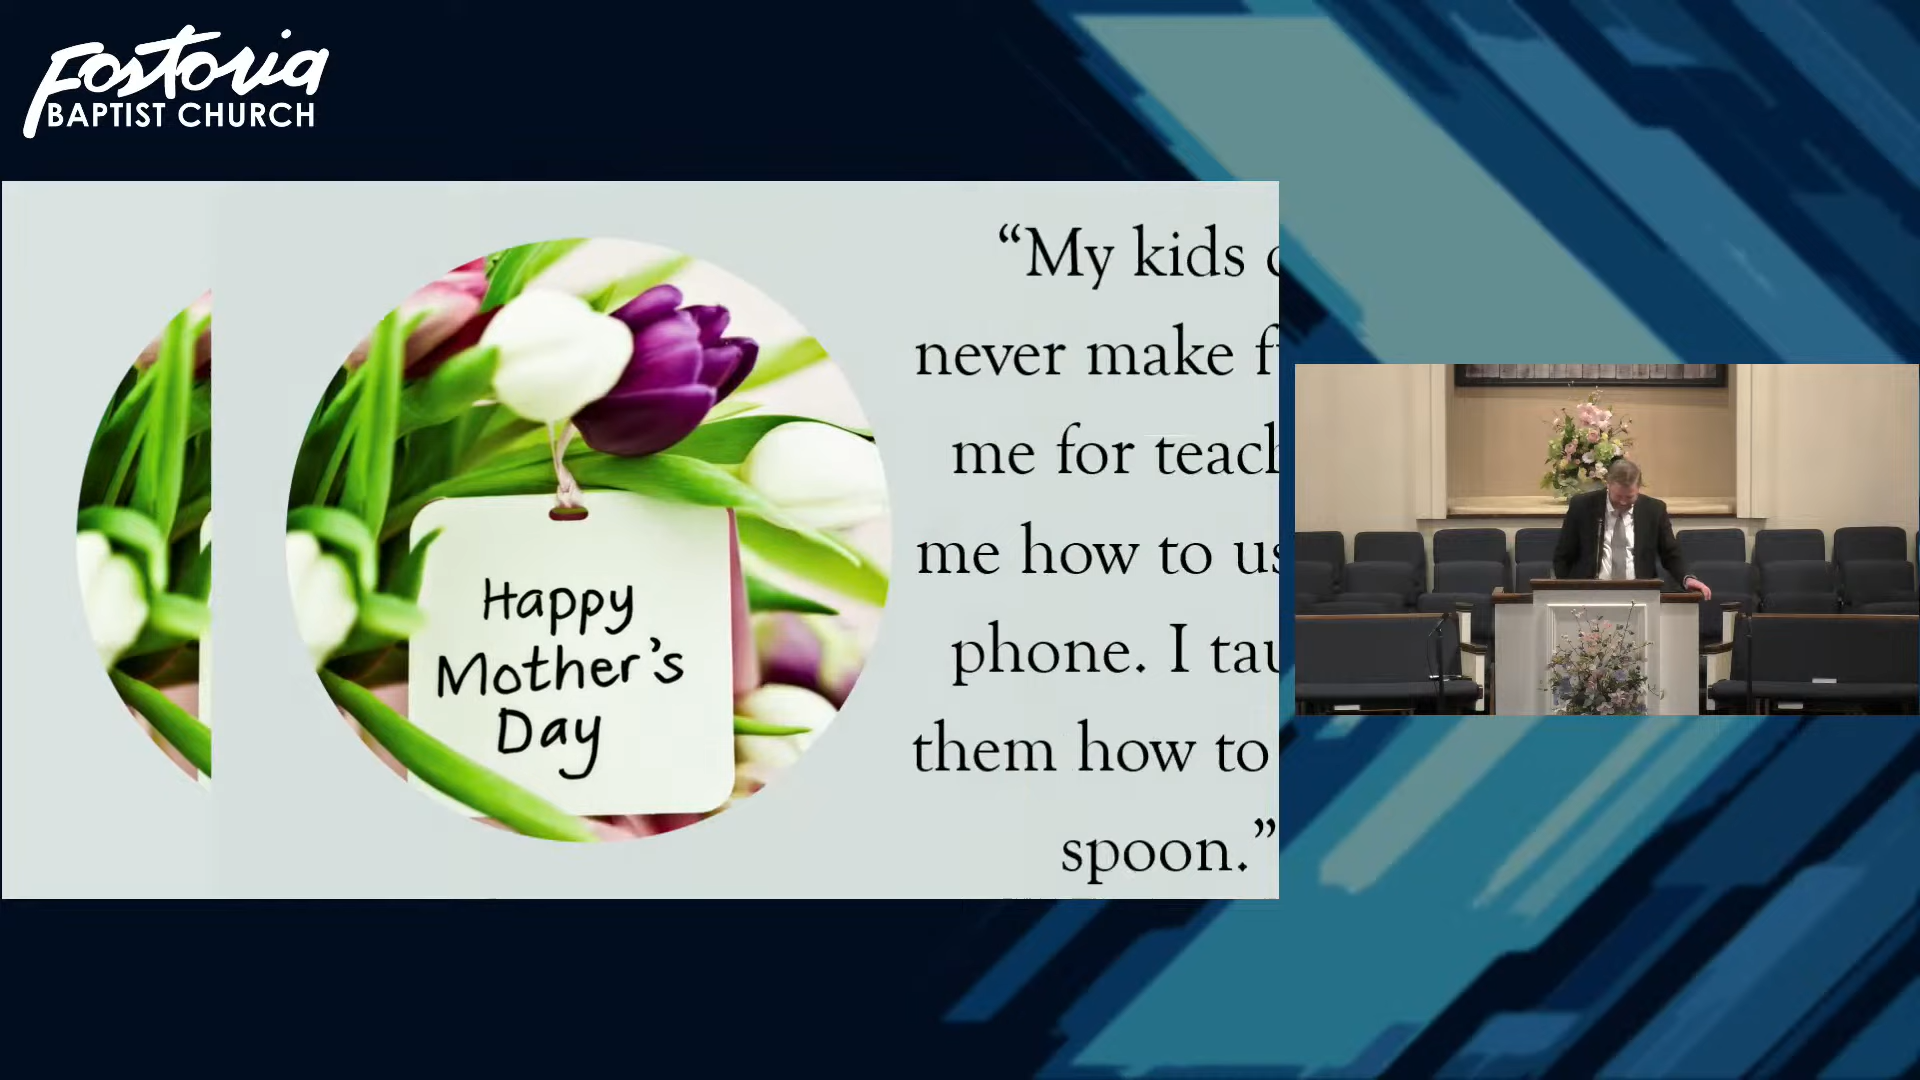 Fostoria
BAPTIST CHURCH
“My kids
never make
me for
me how to
phone. I
them how to
spoon.”
Happy
Mother’s
Day